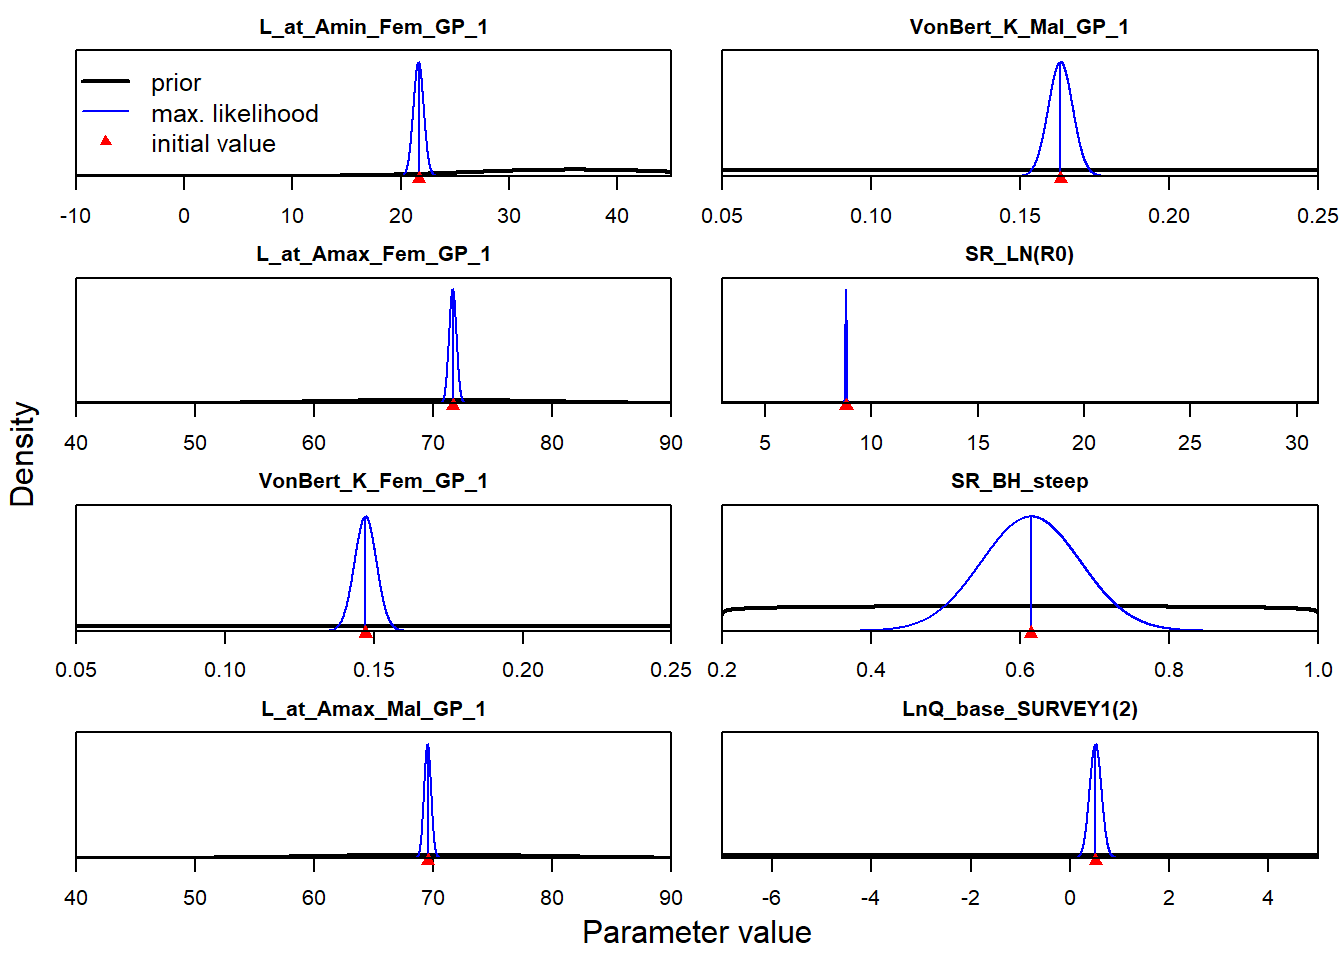 L_at_Amin_Fem_GP_1
prior
max. likelihood
initial value
-10 0 10 20 30 40
L_at_Amax_Fem_GP_1
40 50 60 70 80 90
VonBert_K_Fem_GP_1
0.05 0.10 0.15 0.20 0.25
L_at_Amax_Mal_GP_1
40 50 60 70 80 90
VonBert_K_Mal_GP_1
0.05 0.10 0.15 0.20 0.25
SR_LN(R0)
5 10 15 20 25 30
SR_BH_steep
0.2 0.4 0.6 0.8 1.0
LnQ_base_SURVEY1(2)
-6 -4 -2 0 2 4
Density
Parameter value